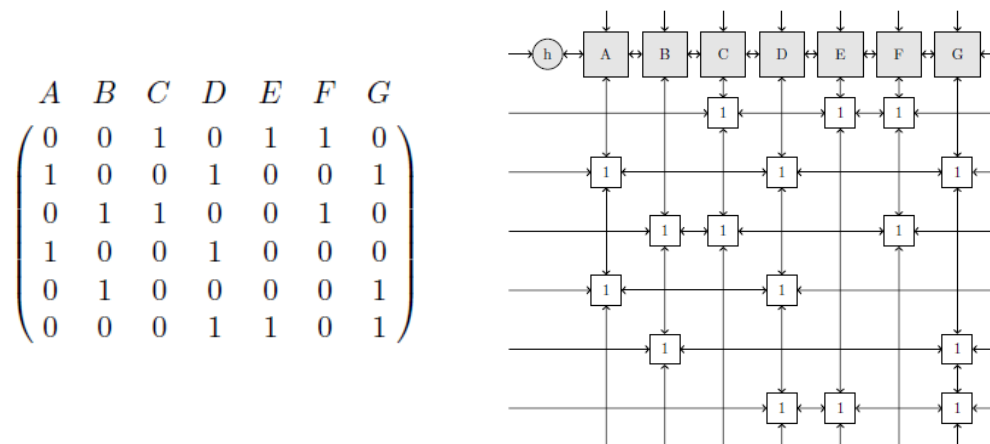 A B C D E F G
0 0 1 0 1 1 0
1 0 0 1 0 0 1
0 1 1 0 0 1 0
1 0 0 1 0 0 0
0 1 0 0 0 0 1
0 0 0 1 1 0 1
h A B C D E F G
1 1 1
1 1 1
1 1 1
1 1
1 1
1 1 1